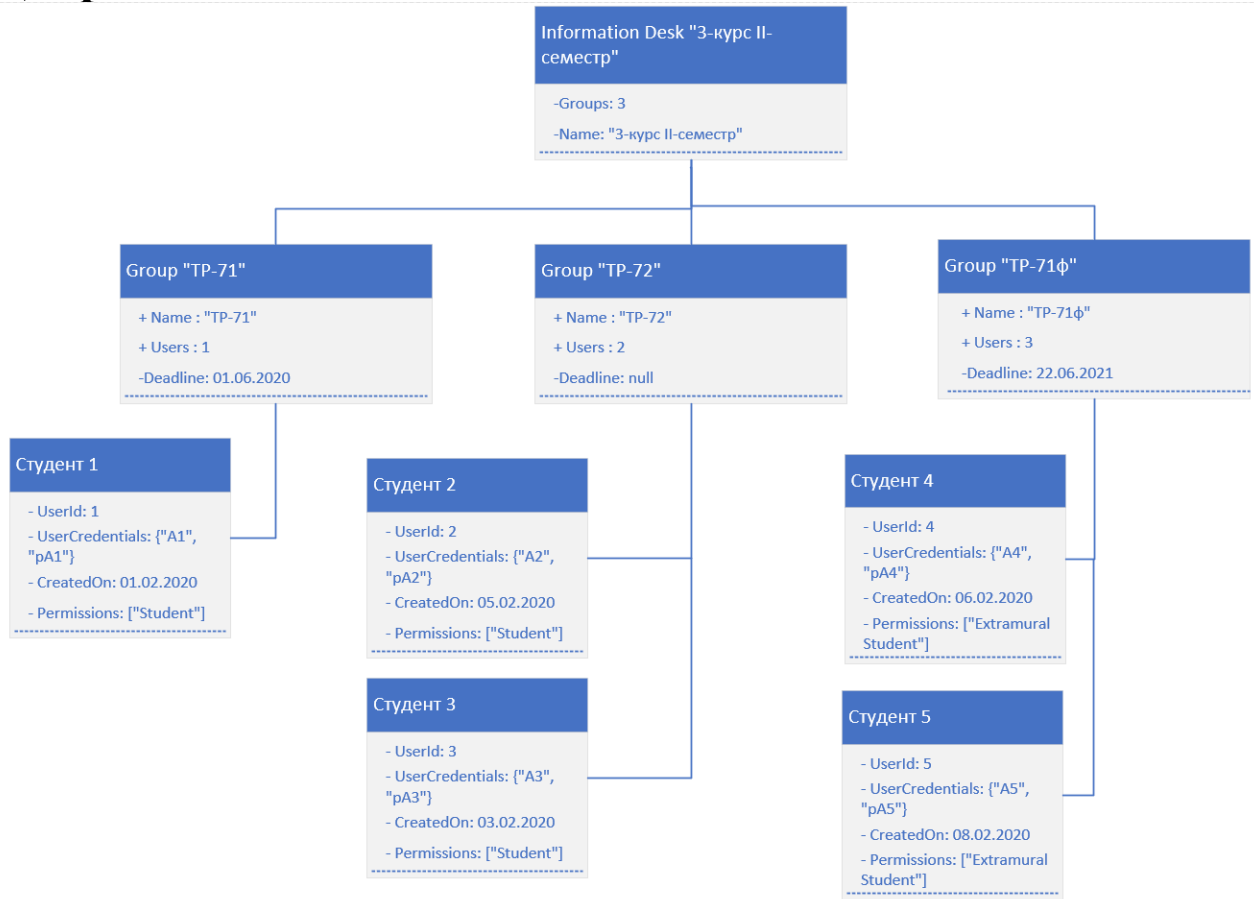 Information Desk "3-курс II-
семестр"
-Groups: 3
-Name: "3-курс II-семестр"
Group "ТР-71"
+ Name : "ТР-71"
+ Users : 1
-Deadline: 01.06.2020
Group "ТР-72"
+ Name : "ТР-72"
+ Users : 2
-Deadline: null
Group "ТР-71ф"
+ Name : "ТР-71ф"
+ Users : 3
-Deadline: 22.06.2021
Студент 1
- UserId: 1
- UserCredentials: {"A1",
"pA1"}
- CreatedOn: 01.02.2020
- Permissions: ["Student"]
Студент 2
- UserId: 2
- UserCredentials: {"A2",
"pA2"}
- CreatedOn: 05.02.2020
- Permissions: ["Student"]
Студент 3
- UserId: 3
- UserCredentials: {"A3",
"pA3"}
- CreatedOn: 03.02.2020
- Permissions: ["Student"]
Студент 4
- UserId: 4
- UserCredentials: {"A4",
"pA4"}
- CreatedOn: 06.02.2020
- Permissions: ["Extramural
Student"]
Студент 5
- UserId: 5
- UserCredentials: {"A5",
"pA5"}
- CreatedOn: 08.02.2020
- Permissions: ["Extramural
Student"]